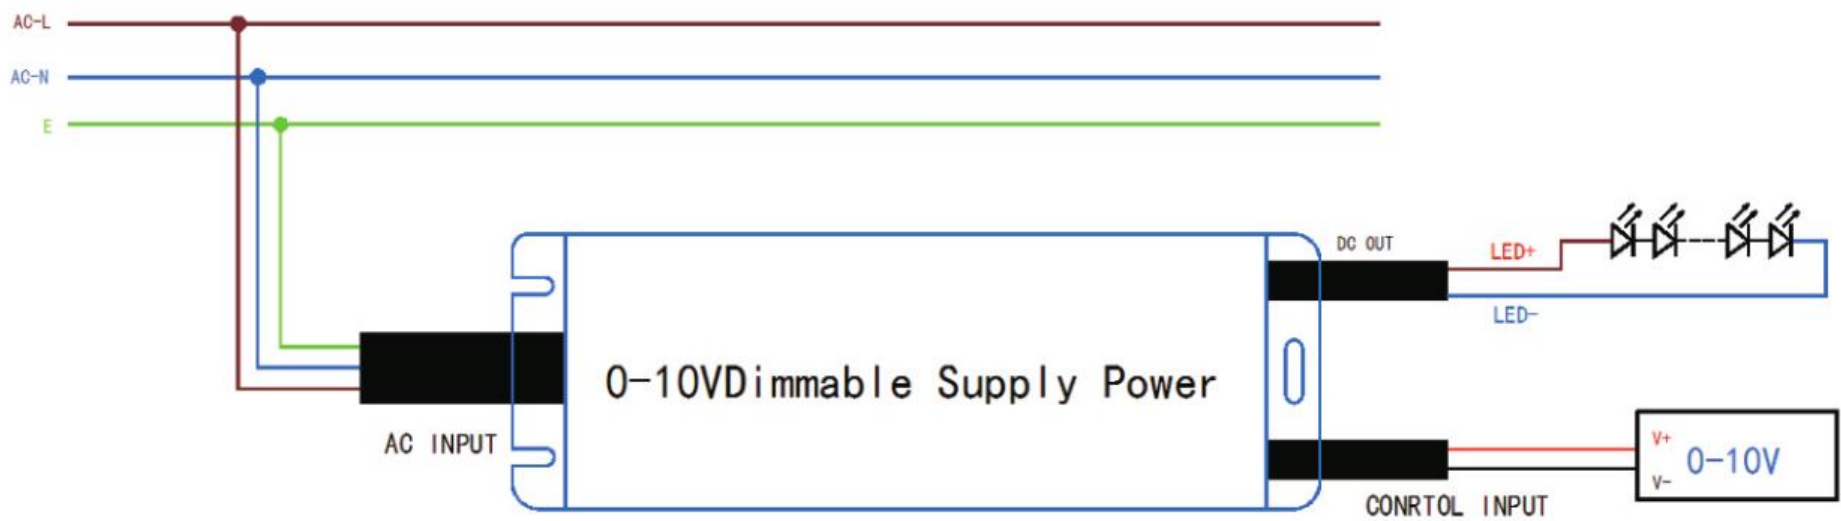 AC-L
AC-N
E
DC OUT
LED+
LED-
0-10VDimmable Supply Power
AC INPUT
V+
0-10V
V-
CONRTOL INPUT